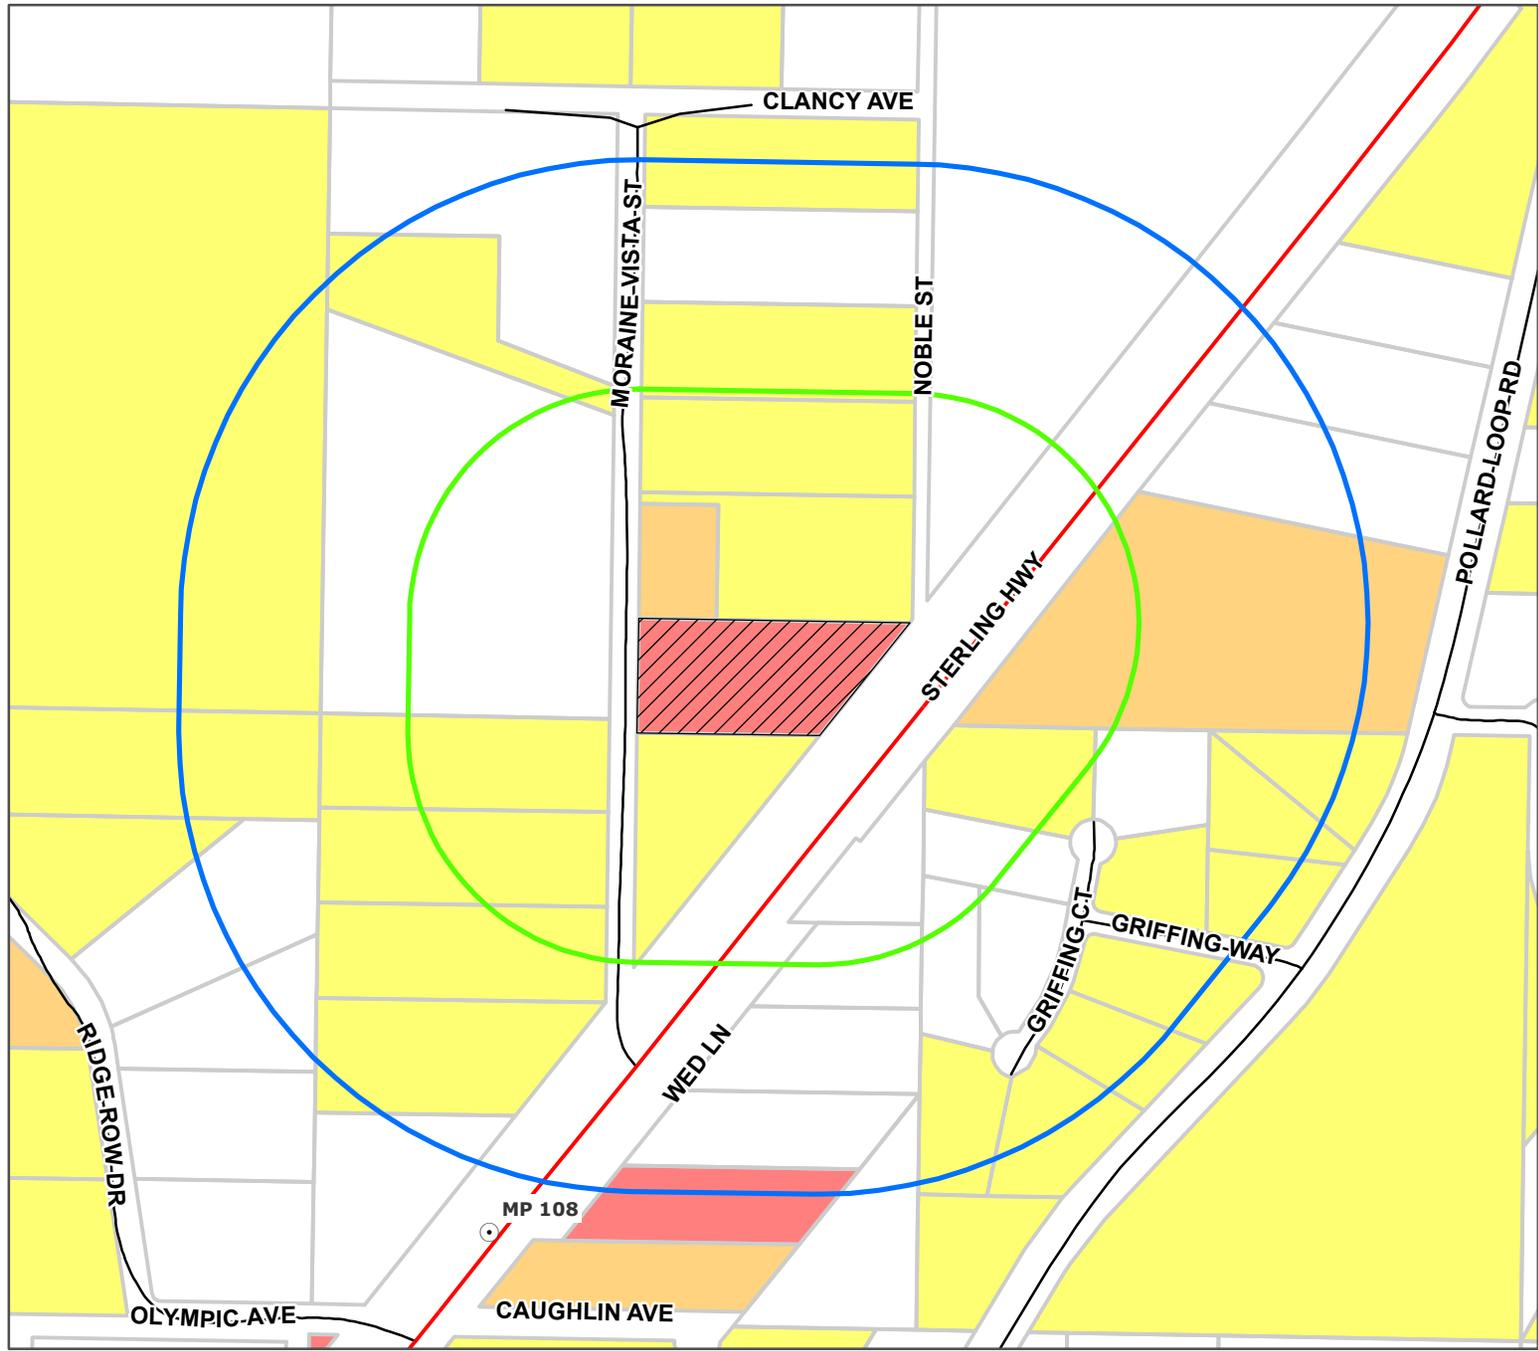 CLANCY AVE
MORAINE-VISTA-ST
NOBLE ST
POLLARD-LOOP-RD
STERLING HWY
GRIFFING-CT
GRIFFING-WAY
WED LN
RIDGE-ROW-DR
MP 108
OLYMPIC AVE
CAUGHLIN AVE